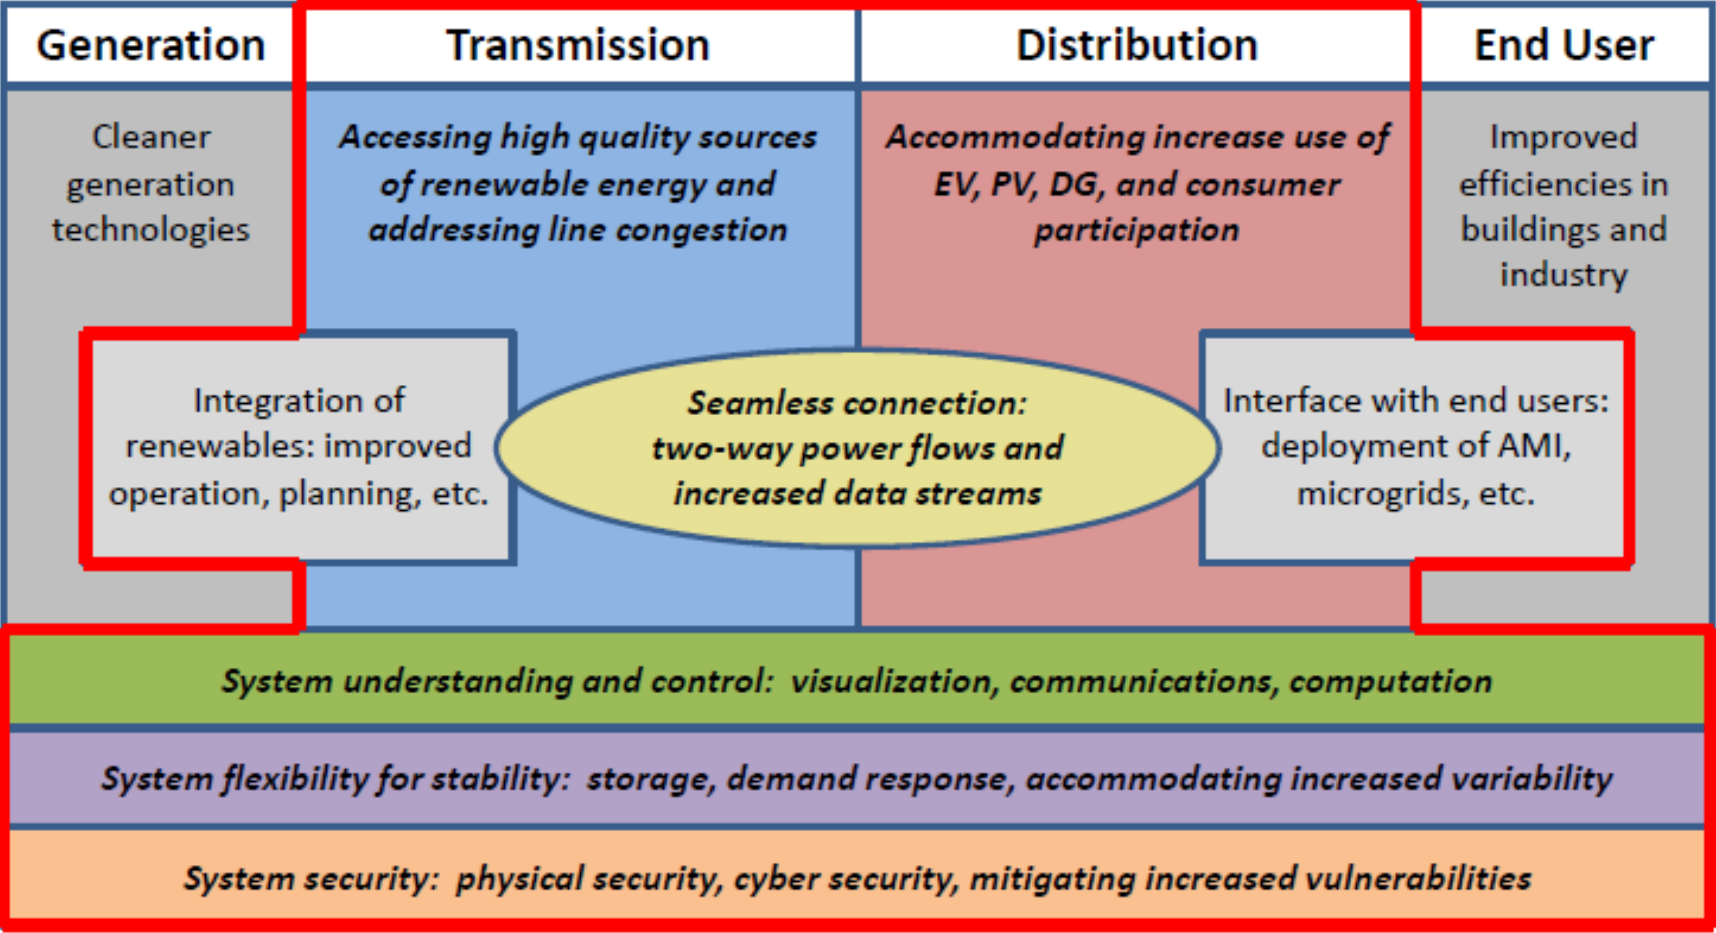 Generation
Transmission
Distribution
End User
Cleaner
generation
technologies
Accessing high quality sources
of renewable energy and
addressing line congestion
Accommodating increase use of
EV, PV, DG, and consumer
participation
Improved
efficiencies in
buildings and
industry
Integration of
renewables: improved
operation, planning, etc.
Seamless connection:
two-way power flows and
increased data streams
Interface with end users:
deployment of AMI,
microgrids, etc.
System understanding and control: visualization, communications, computation
System flexibility for stability: storage, demand response, accommodating increased variability
System security: physical security, cyber security, mitigating increased vulnerabilities